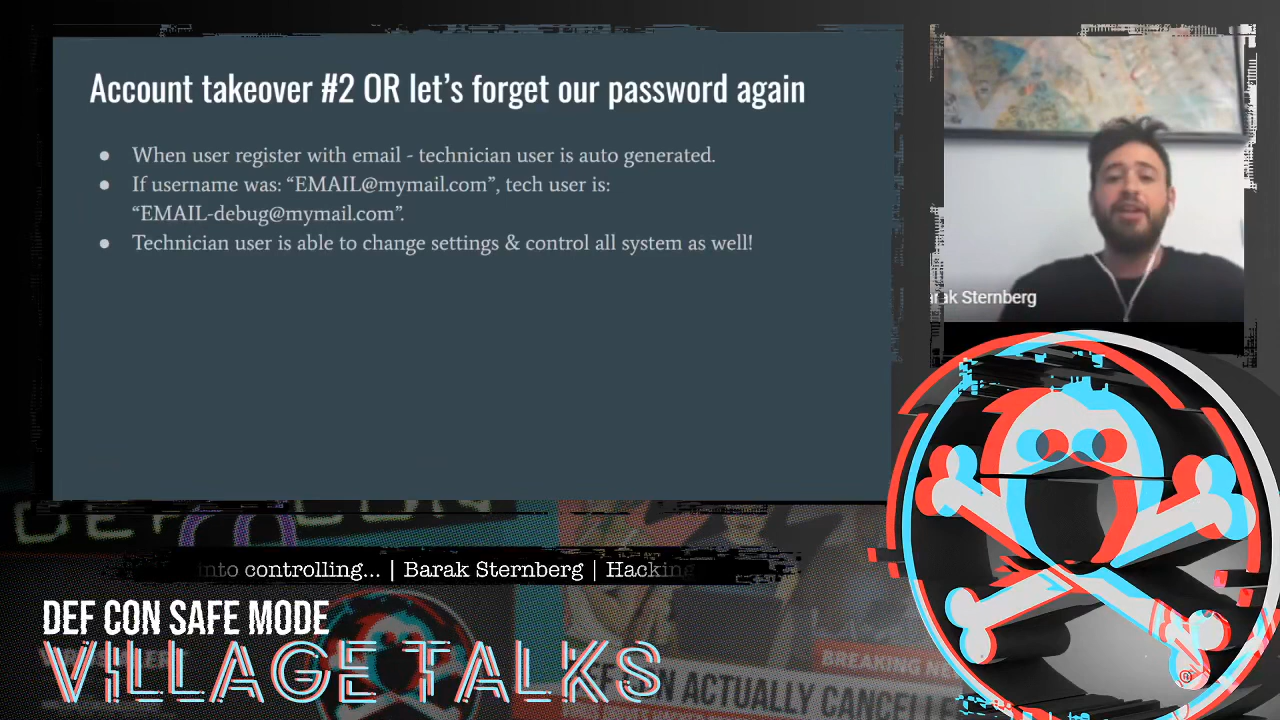 Account takeover #2 OR let's forget our password again
● When user register with email - technician user is auto generated.
● If username was: “EMAIL@mymail.com”, tech user is:
“EMAIL-debug@mymail.com”.
● Technician user is able to change settings & control all system as well!
Sternberg
controlling... | Barak Sternberg | Hacking
DEF CON SAFE MODE
VILLAGE TALKS
DEF CON
BREAKING
ACTUALLY CANCELLE
®